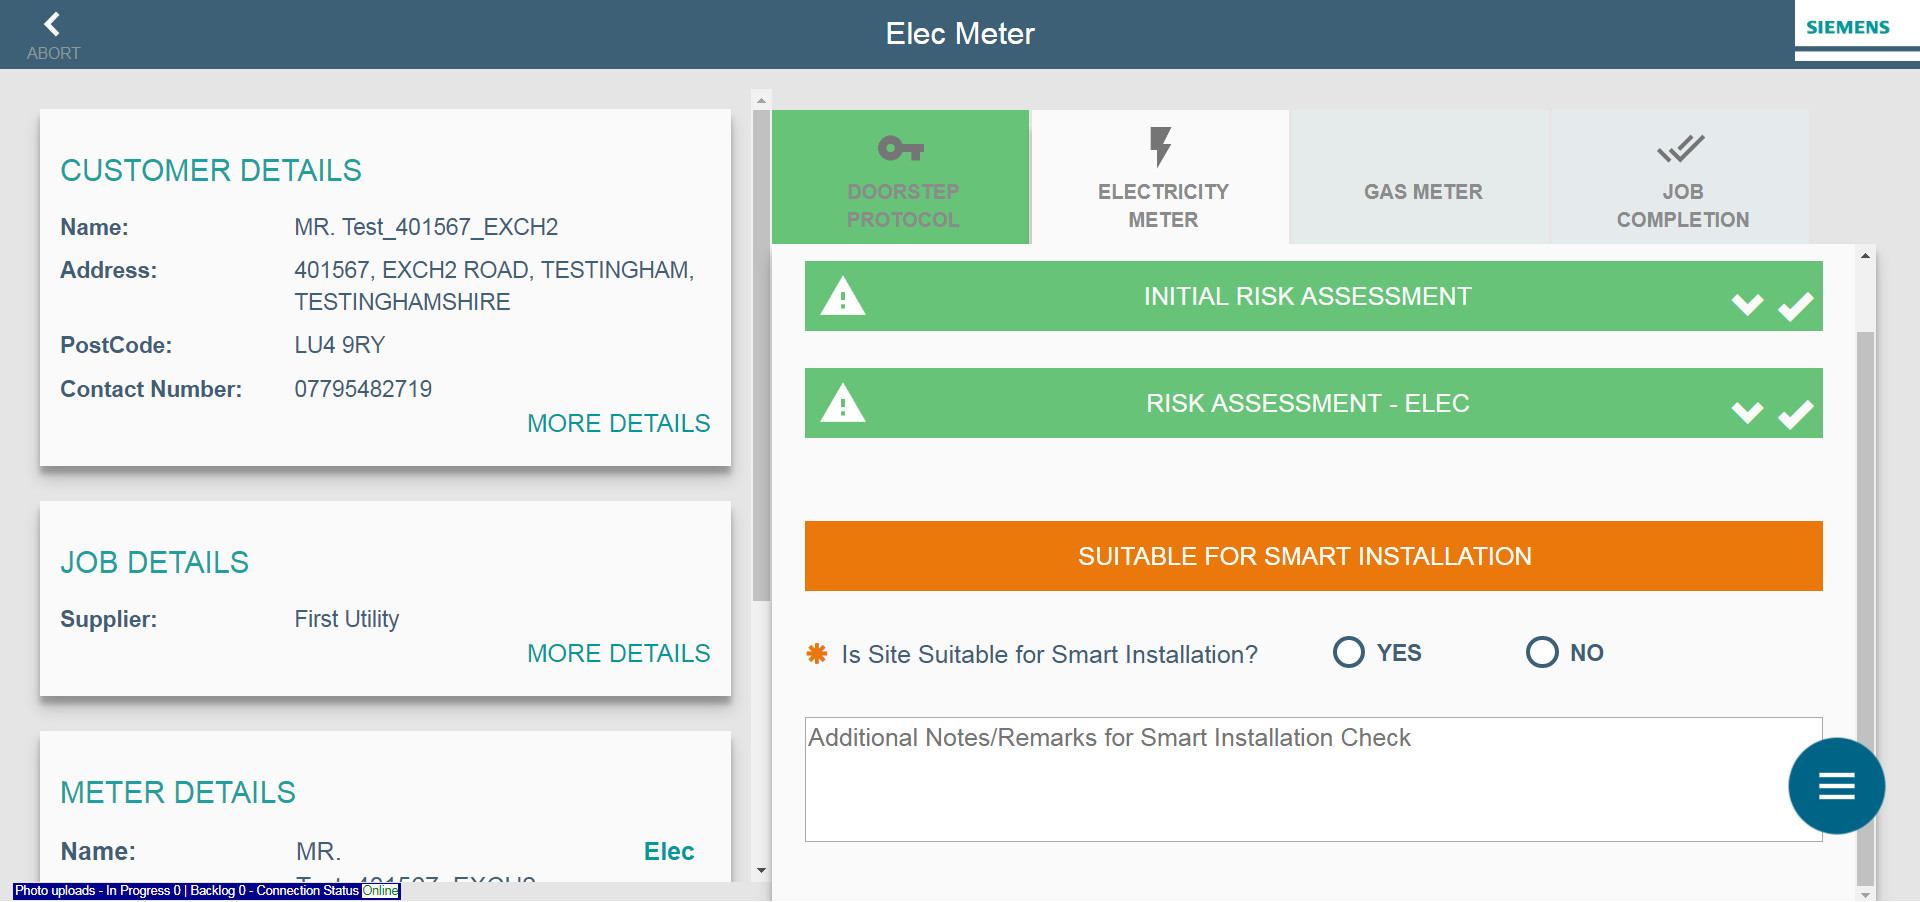 ABORT
Elec Meter
SIEMENS
CUSTOMER DETAILS
Name: MR. Test_401567_EXCH2
Address: 401567, EXCH2 ROAD, TESTINGHAM,
TESTINGHAMSHIRE
PostCode: LU4 9RY
Contact Number: 07795482719
MORE DETAILS
JOB DETAILS
Supplier: First Utility
MORE DETAILS
METER DETAILS
Name: MR. Elec
Test_401567_EXCH2
Photo uploads - In Progress 0 | Backlog 0 - Connection Status Online
DOORSTEP
PROTOCOL
ELECTRICITY
METER
GAS METER
JOB
COMPLETION
INITIAL RISK ASSESSMENT
RISK ASSESSMENT - ELEC
SUITABLE FOR SMART INSTALLATION
Is Site Suitable for Smart Installation? YES NO
Additional Notes/Remarks for Smart Installation Check